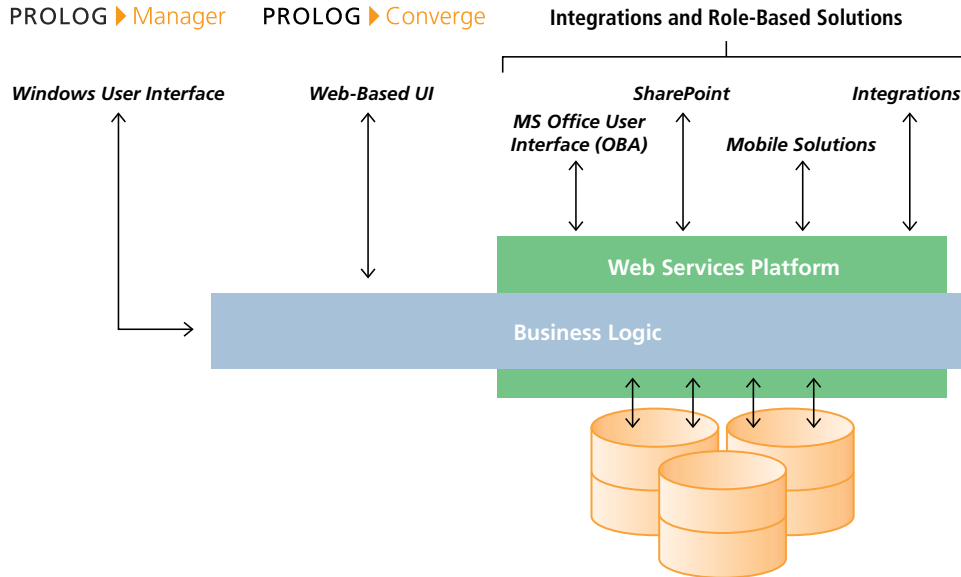 PROLOG Manager
PROLOG Converge
Integrations and Role-Based Solutions
Windows User Interface
Web-Based UI
SharePoint
Integrations
MS Office User
Interface (OBA)
Mobile Solutions
Web Services Platform
Business Logic